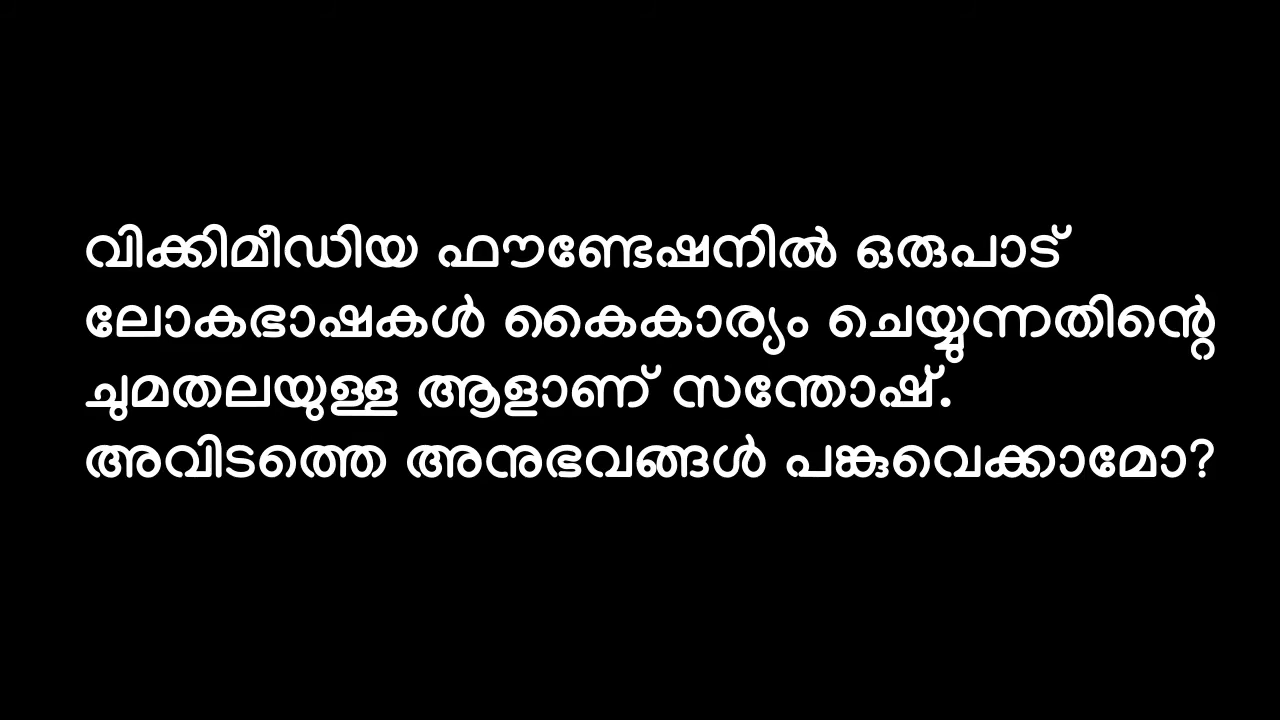 വിക്കിമീഡിയ ഫൗണ്ടേഷനിൽ ഒരുപാട്
ലോകഭാഷകൾ കൈകാര്യം ചെയ്യുന്നതിന്റെ
ചുമതലയുള്ള ആളാണ് സന്തോഷ്.
അവിടത്തെ അനുഭവങ്ങൾ പങ്കുവെക്കാമോ?